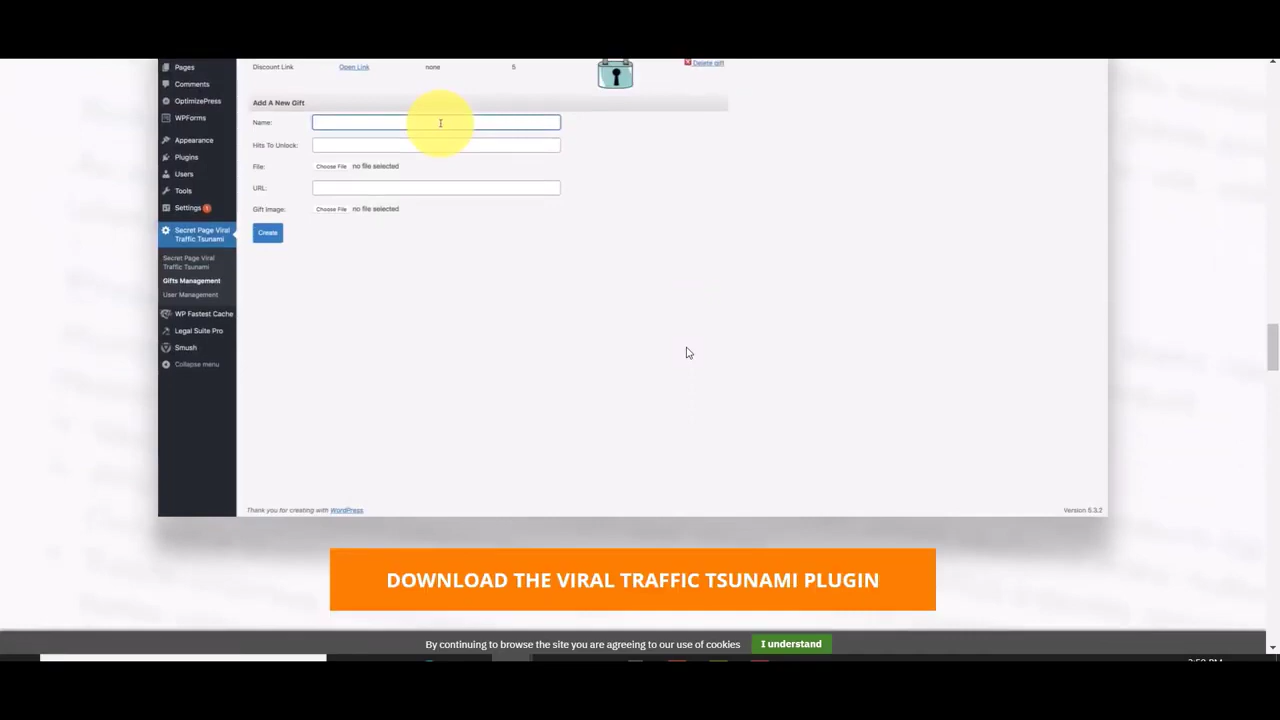 Pages
Comments
OptimizePress
WPForms
Appearance
Plugins
Users
Tools
Settings 1
Secret Page Viral
Traffic Tsunami
Secret Page Viral
Traffic Tsunami
Gifts Management
User Management
WP Fastest Cache
Legal Suite Pro
Smush
Collapse menu
Discount Link Open Link none 5 Delete gift
Add A New Gift
Name:
Hits To Unlock:
File: Choose File no file selected
URL:
Gift Image: Choose File no file selected
Create
Thank you for creating with WordPress. Version 5.3.2
DOWNLOAD THE VIRAL TRAFFIC TSUNAMI PLUGIN
By continuing to browse the site you are agreeing to our use of cookies I understand